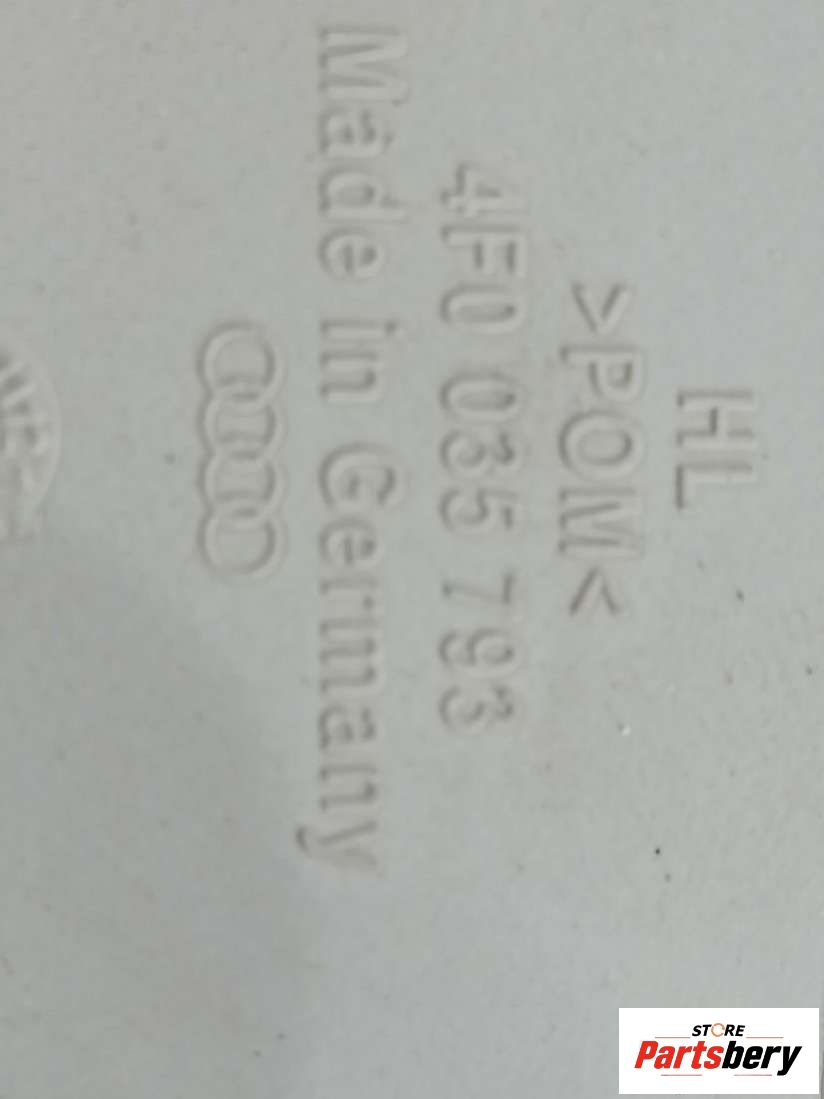 HL
>POM<
4F0 035 793
Made in Germany
STORE
Partsbery